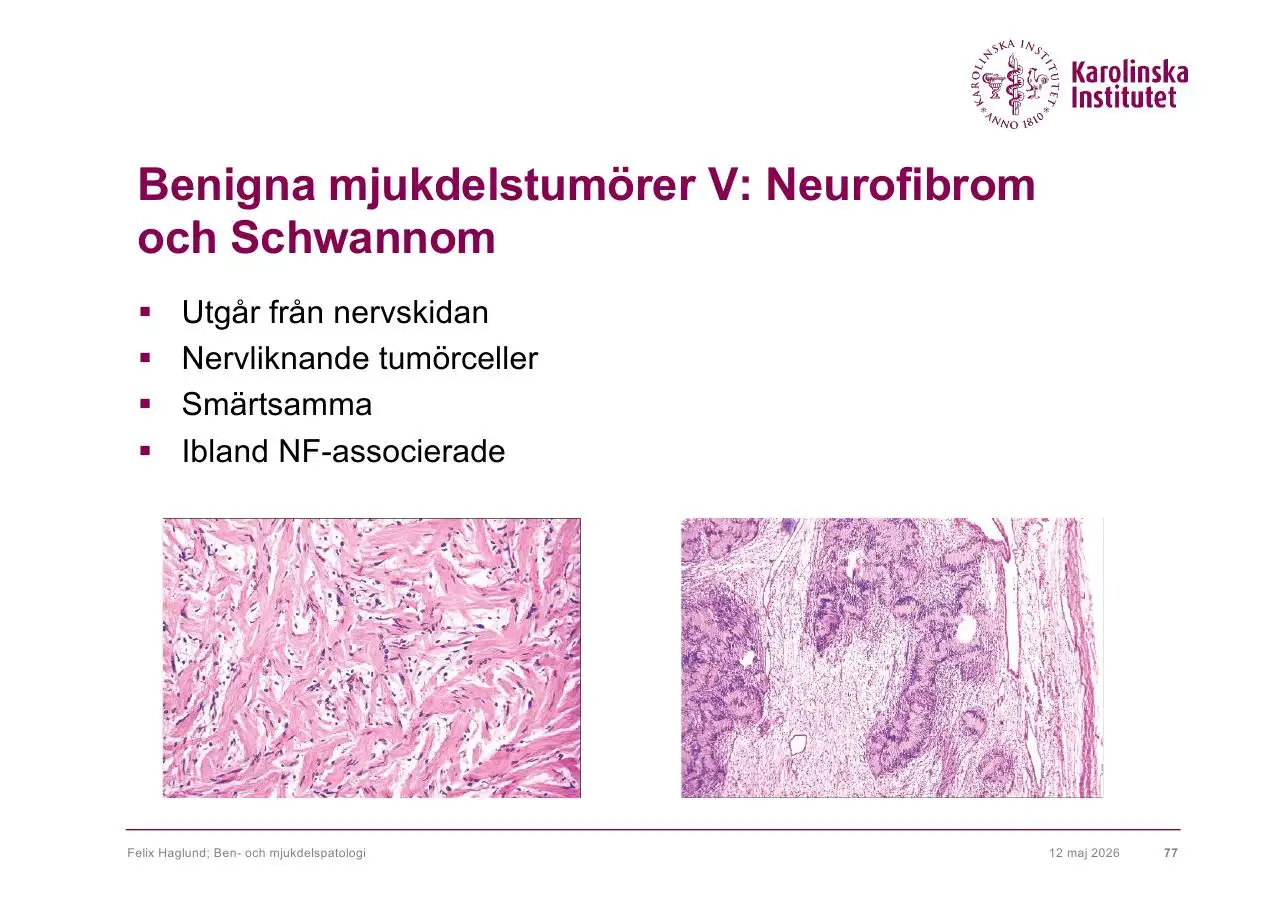 KAROLINSKA INSTITUTET
ANNO 1810
Karolinska
Institutet
Benigna mjukdelstumörer V: Neurofibrom
och Schwannom
Utgår från nervskidan
Nervliknande tumörceller
Smärtsamma
Ibland NF-associerade
Felix Haglund; Ben- och mjukdelspatologi
12 maj 2026
77